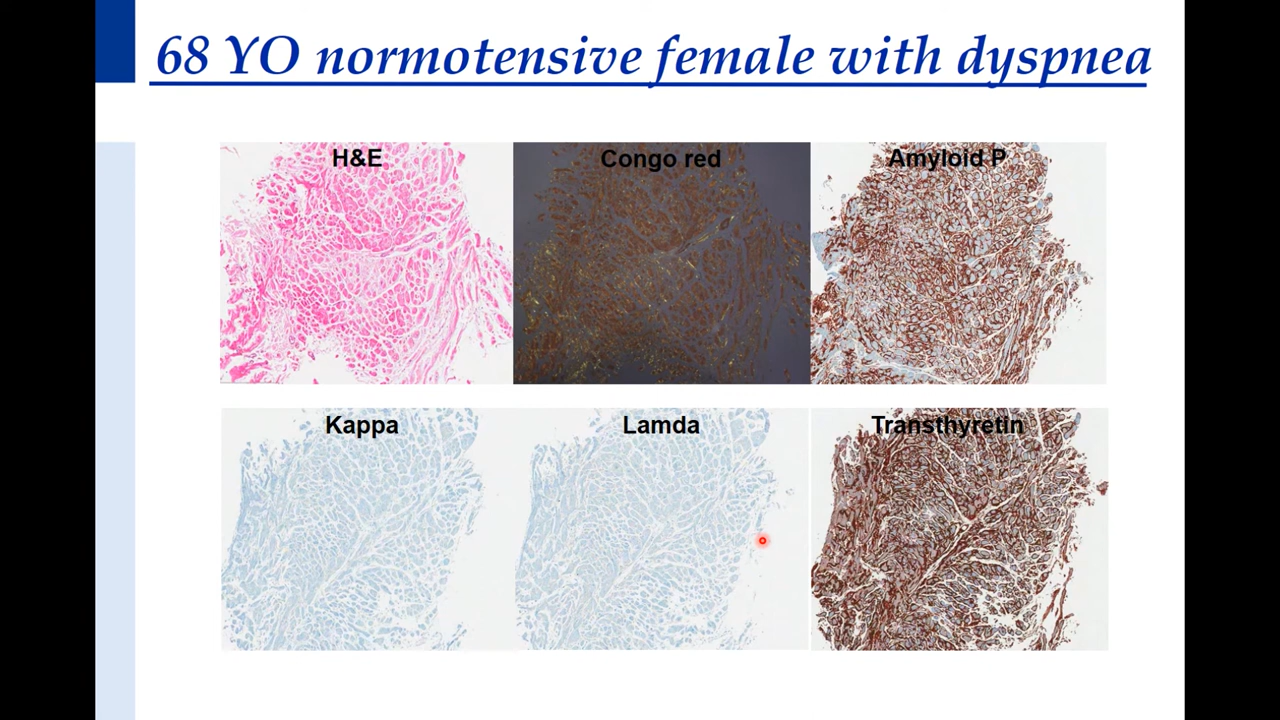 68 YO normotensive female with dyspnea
H&E
Congo red
Amyloid P
Kappa
Lamda
Transthyretin